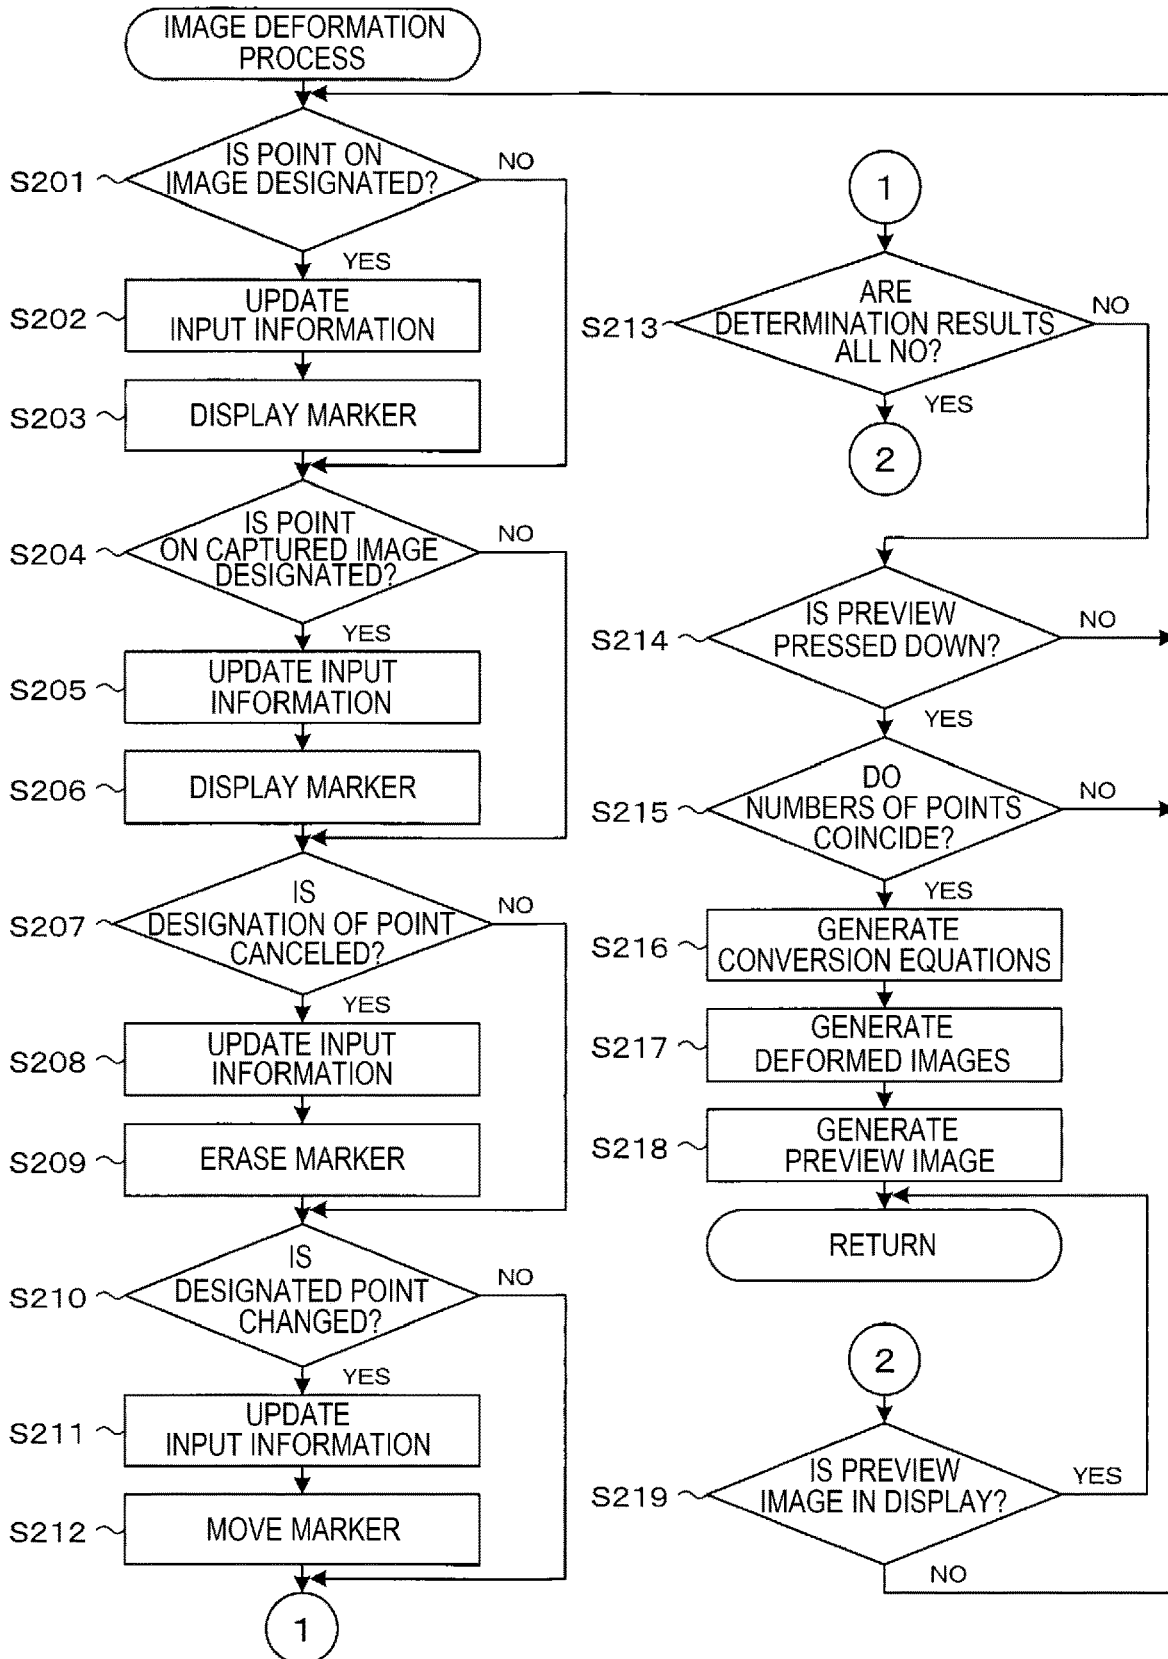 IMAGE DEFORMATION
PROCESS
S201
IS POINT ON
IMAGE DESIGNATED?
NO
YES
S202
UPDATE
INPUT INFORMATION
S203
DISPLAY MARKER
S204
IS POINT
ON CAPTURED IMAGE
DESIGNATED?
NO
YES
S205
UPDATE INPUT
INFORMATION
S206
DISPLAY MARKER
S207
IS
DESIGNATION OF POINT
CANCELED?
NO
YES
S208
UPDATE INPUT
INFORMATION
S209
ERASE MARKER
S210
IS
DESIGNATED POINT
CHANGED?
NO
YES
S211
UPDATE
INPUT INFORMATION
S212
MOVE MARKER
1
1
S213
ARE
DETERMINATION RESULTS
ALL NO?
NO
YES
2
S214
IS PREVIEW
PRESSED DOWN?
NO
YES
S215
DO
NUMBERS OF POINTS
COINCIDE?
NO
YES
S216
GENERATE
CONVERSION EQUATIONS
S217
GENERATE
DEFORMED IMAGES
S218
GENERATE
PREVIEW IMAGE
RETURN
2
S219
IS PREVIEW
IMAGE IN DISPLAY?
YES
NO